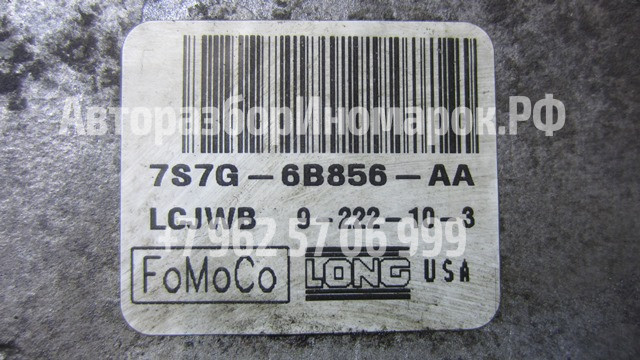 АвторазборИномарок.РФ
7S7G-6B856-AA
LCJWB 9-222-10-3
+7 962 57 06 999
FoMoCo LONG USA